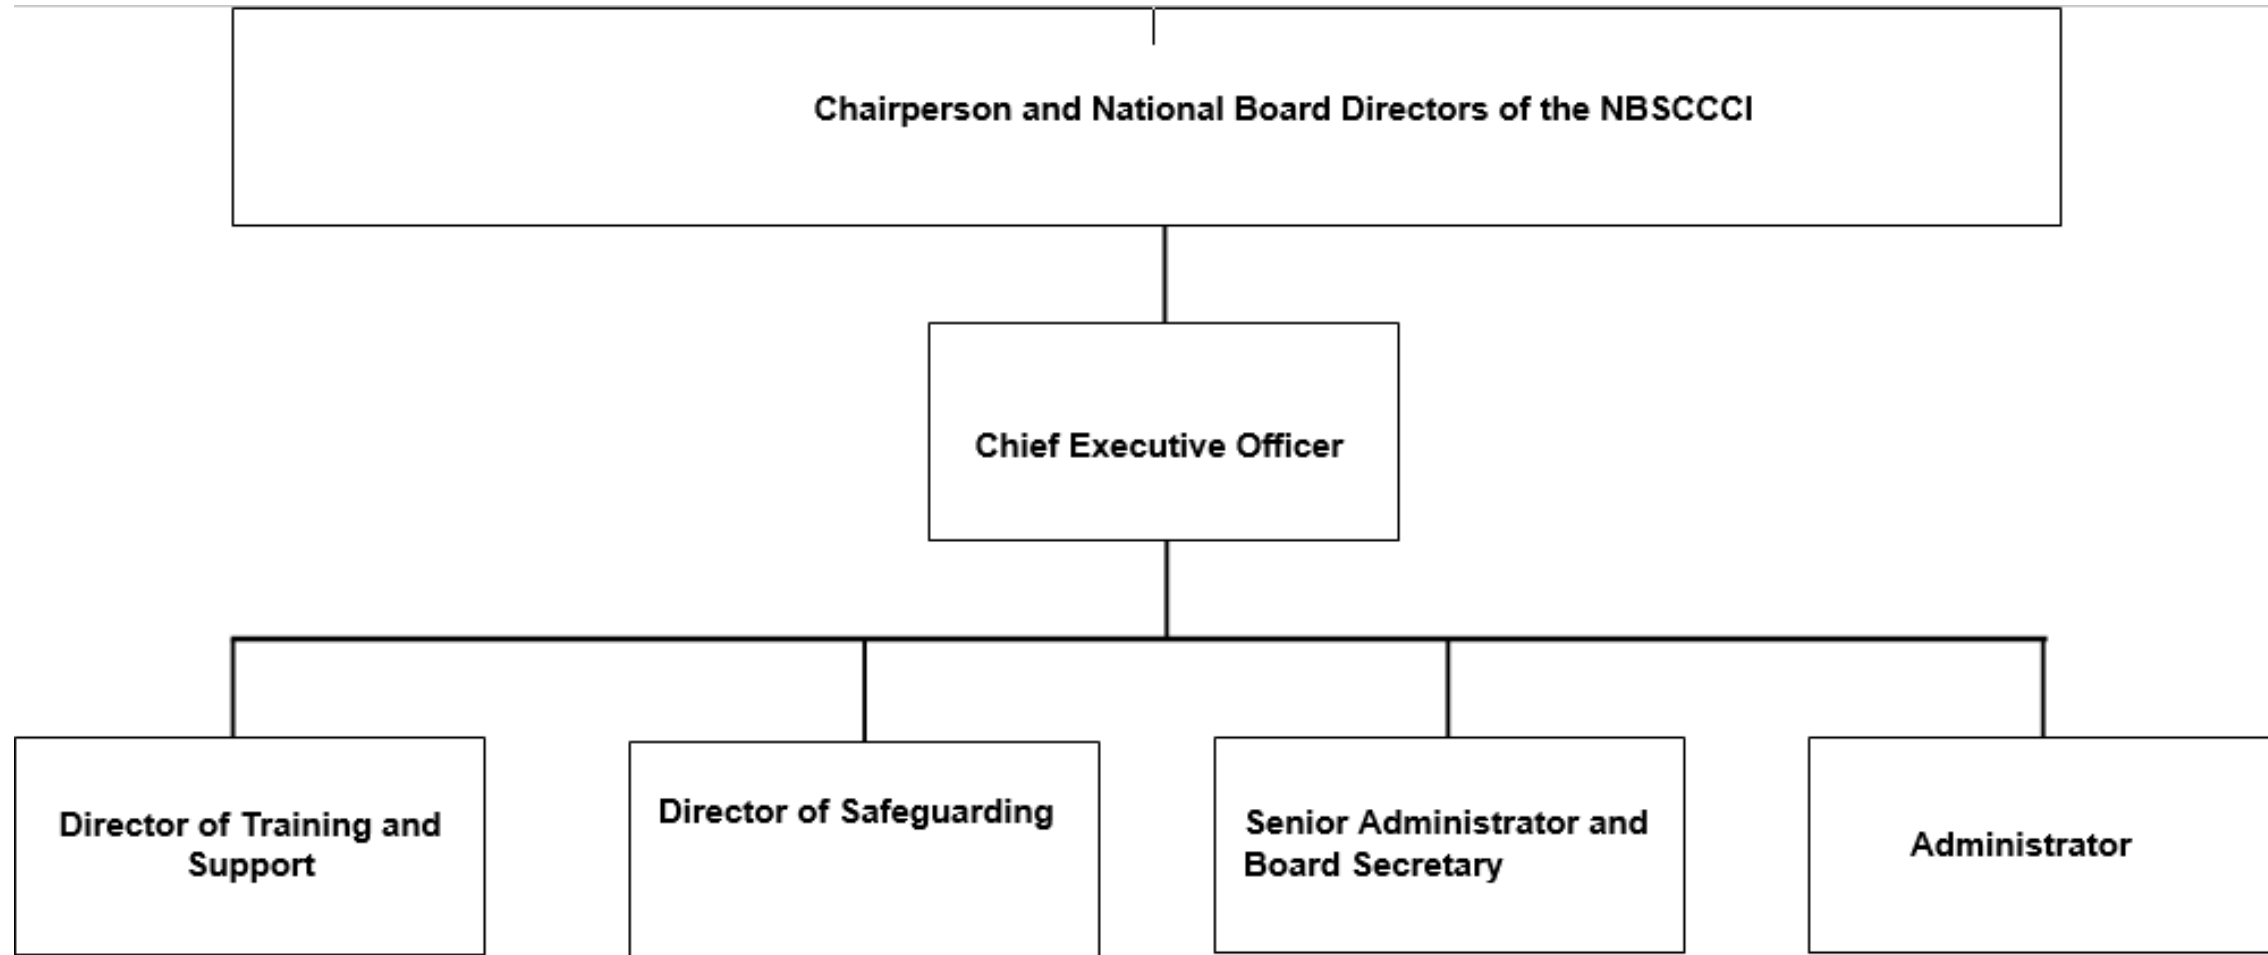 Chairperson and National Board Directors of the NBSCCCI
Chief Executive Officer
Director of Training and
Support
Director of Safeguarding
Senior Administrator and
Board Secretary
Administrator